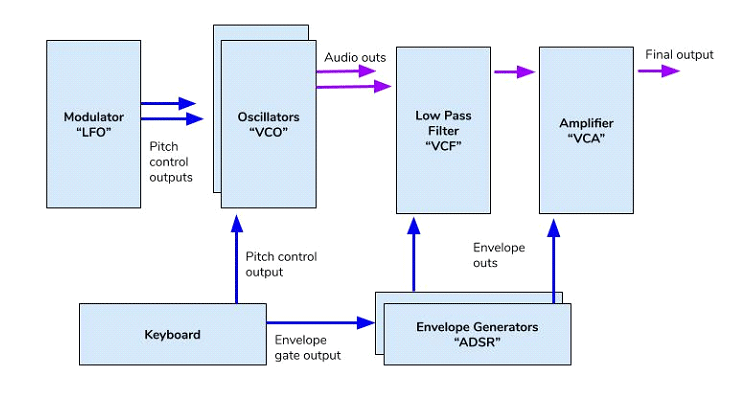 Modulator
“LFO”
Pitch
control
outputs
Oscillators
“VCO”
Audio outs
Low Pass
Filter
“VCF”
Amplifier
“VCA”
Final output
Pitch control
output
Envelope
outs
Keyboard
Envelope
gate output
Envelope Generators
“ADSR”